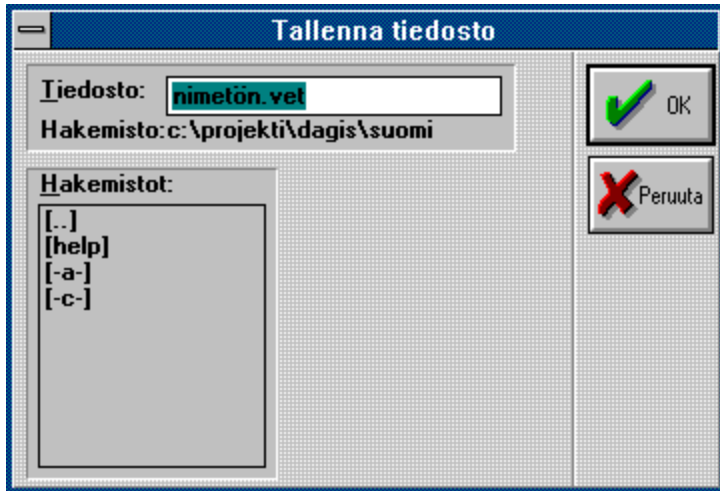 Tallenna tiedosto
Tiedosto: nimetön.vet
Hakemisto:c:\projekti\dagis\suomi
OK
Peruuta
Hakemistot:
[..]
[help]
[-a-]
[-c-]